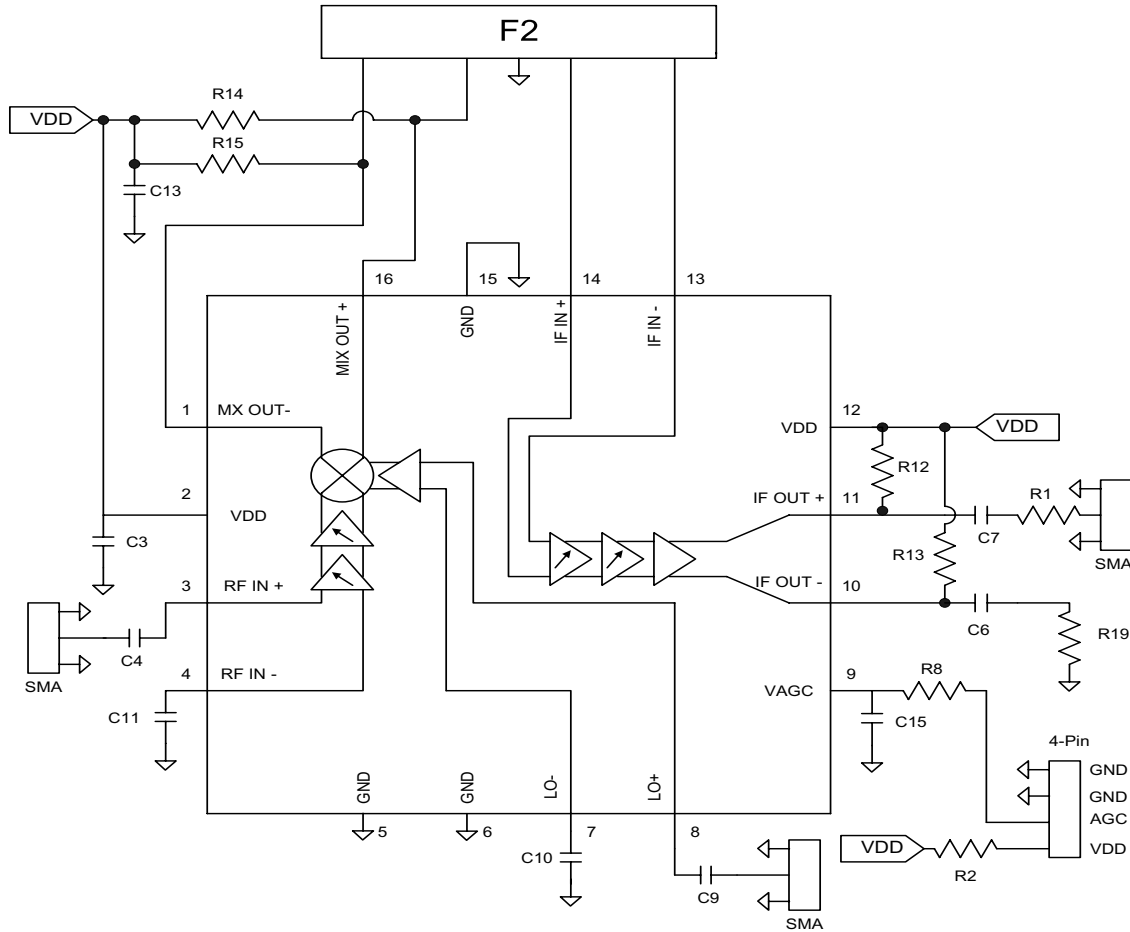 F2
R14
VDD
R15
C13
16
15
14
13
MIX OUT +
GND
IF IN +
IF IN -
1
MX OUT-
12
VDD
VDD
R12
2
VDD
IF OUT +
11
R1
C3
C7
R13
SMA
3
RF IN +
IF OUT -
10
C4
C6
R19
4
RF IN -
SMA
9
R8
VAGC
C11
C15
4-Pin
GND
GND
LO-
LO+
GND
GND
AGC
5
6
7
8
VDD
VDD
C10
R2
C9
SMA